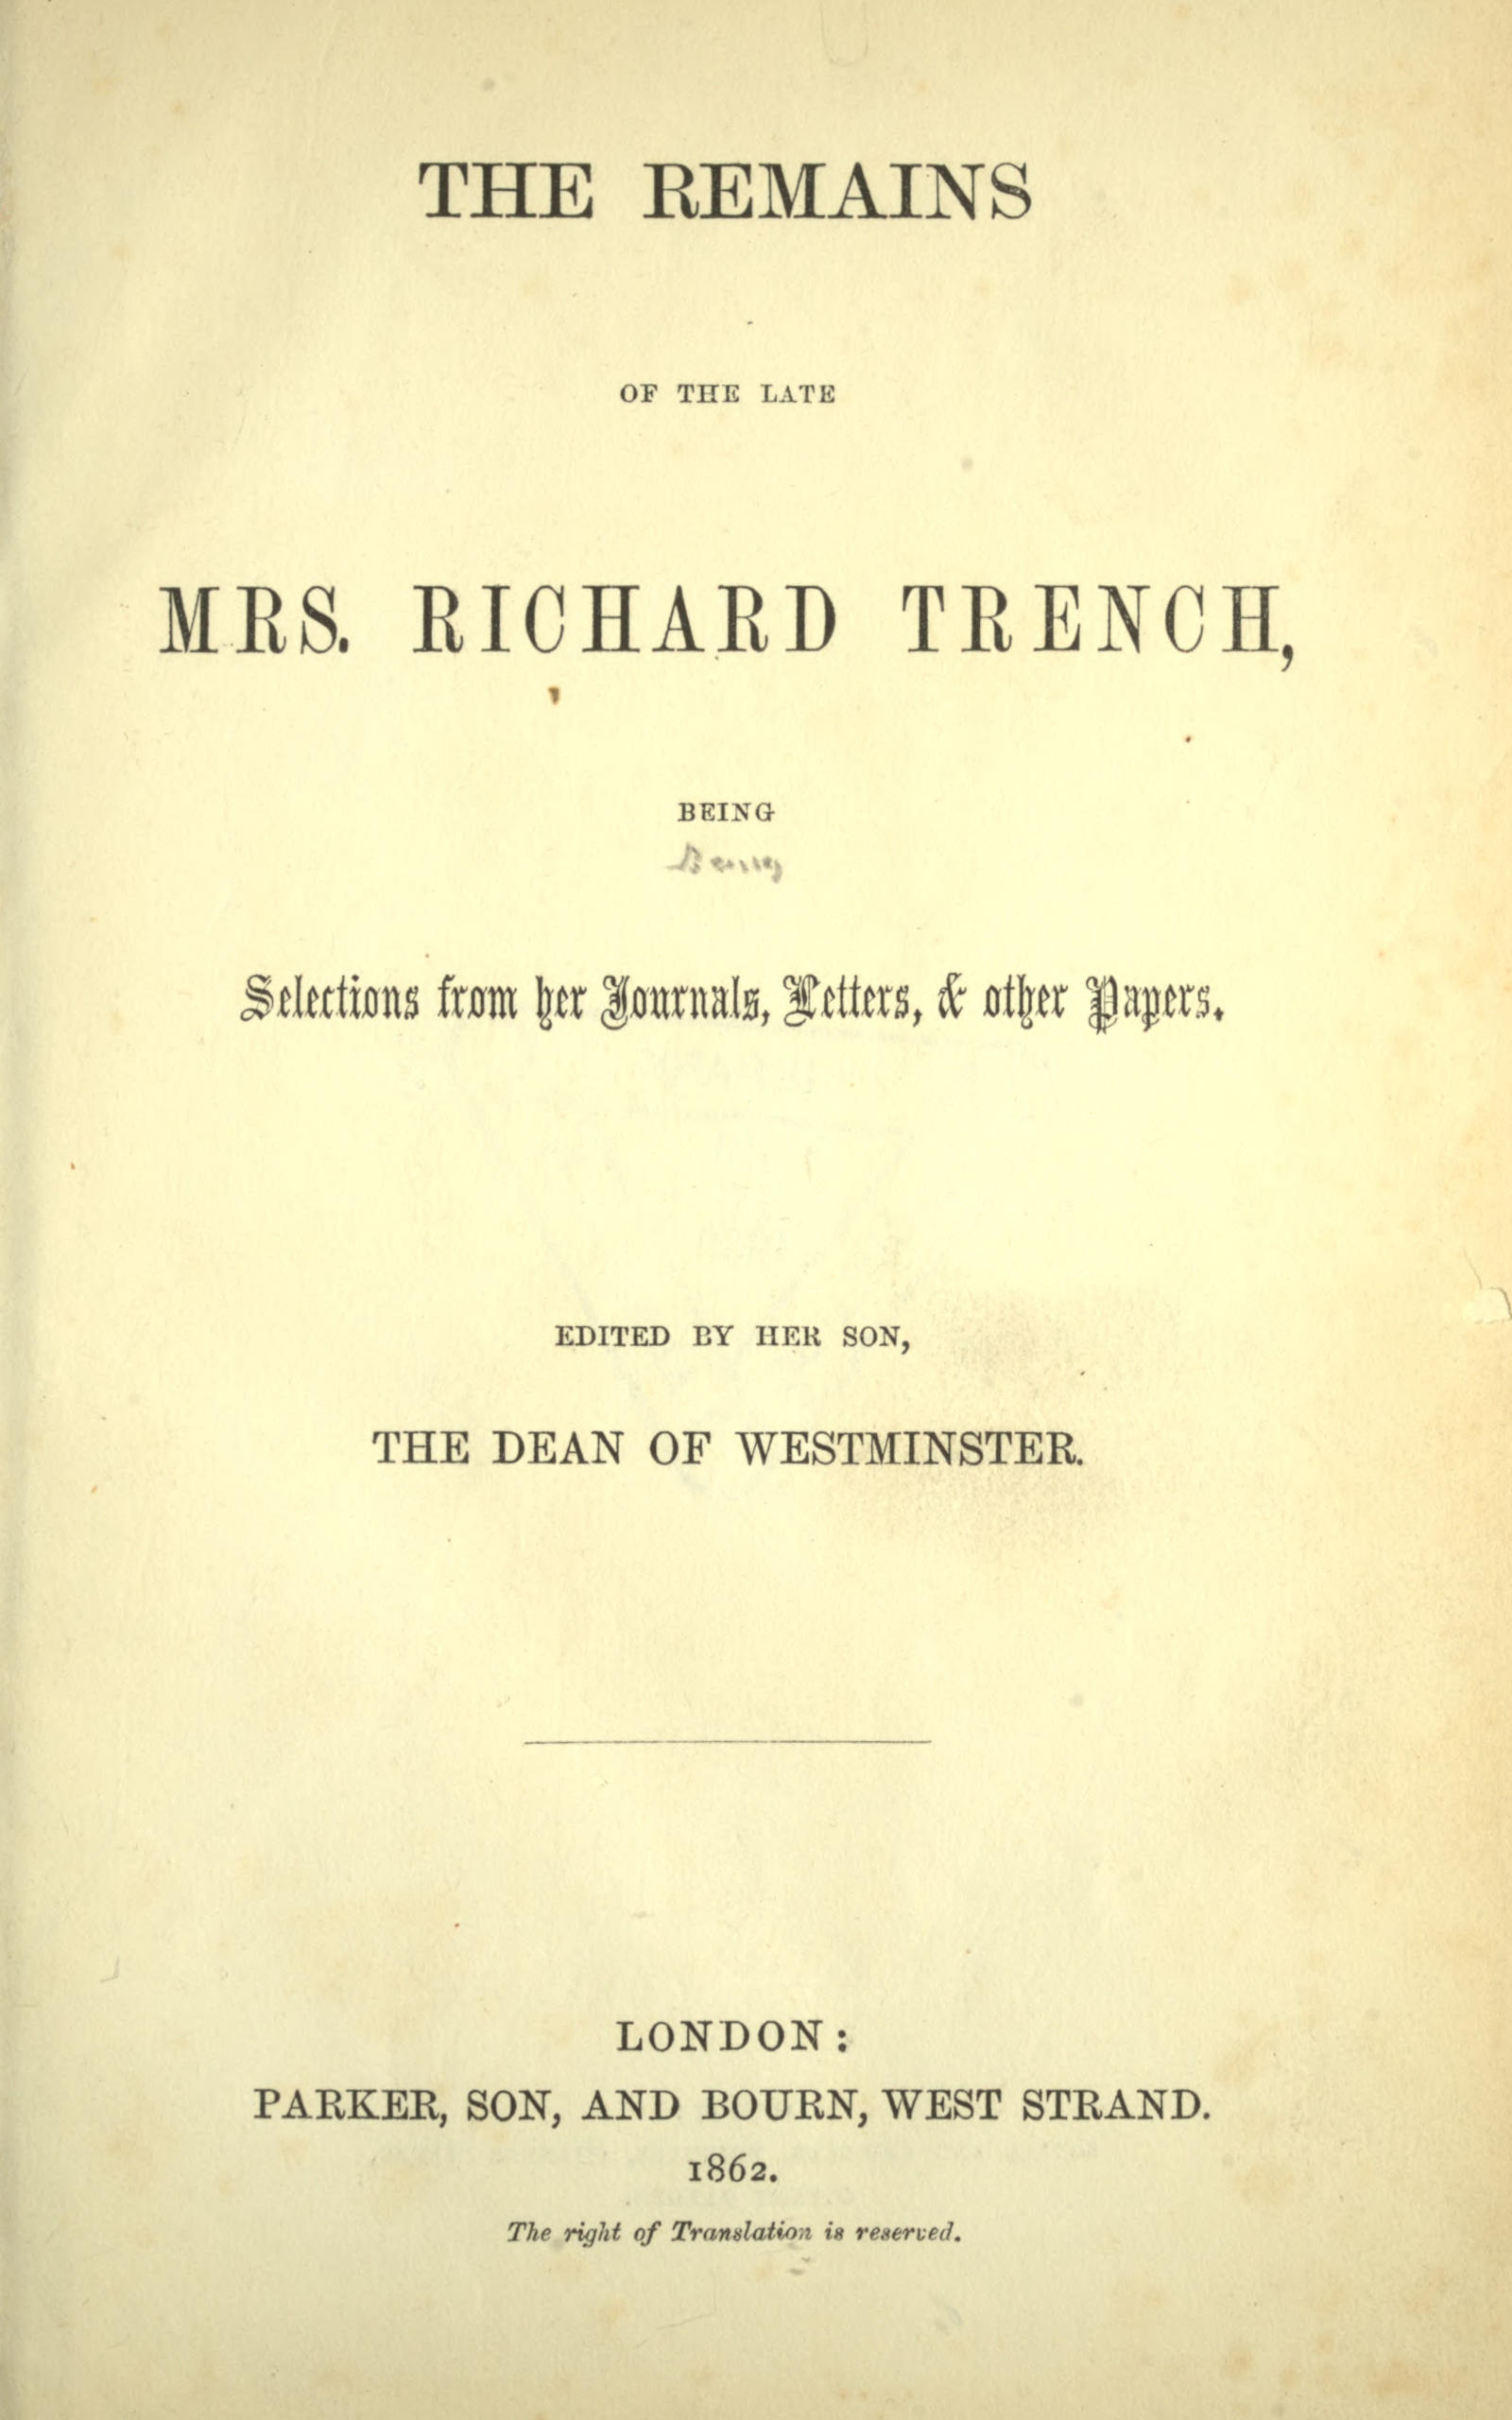 THE REMAINS
OF THE LATE
MRS. RICHARD TRENCH,
BEING
Being
Selections from her Journals, Letters, & other Papers.
EDITED BY HER SON,
THE DEAN OF WESTMINSTER.
LONDON:
PARKER, SON, AND BOURN, WEST STRAND.
1862.
The right of Translation is reserved.